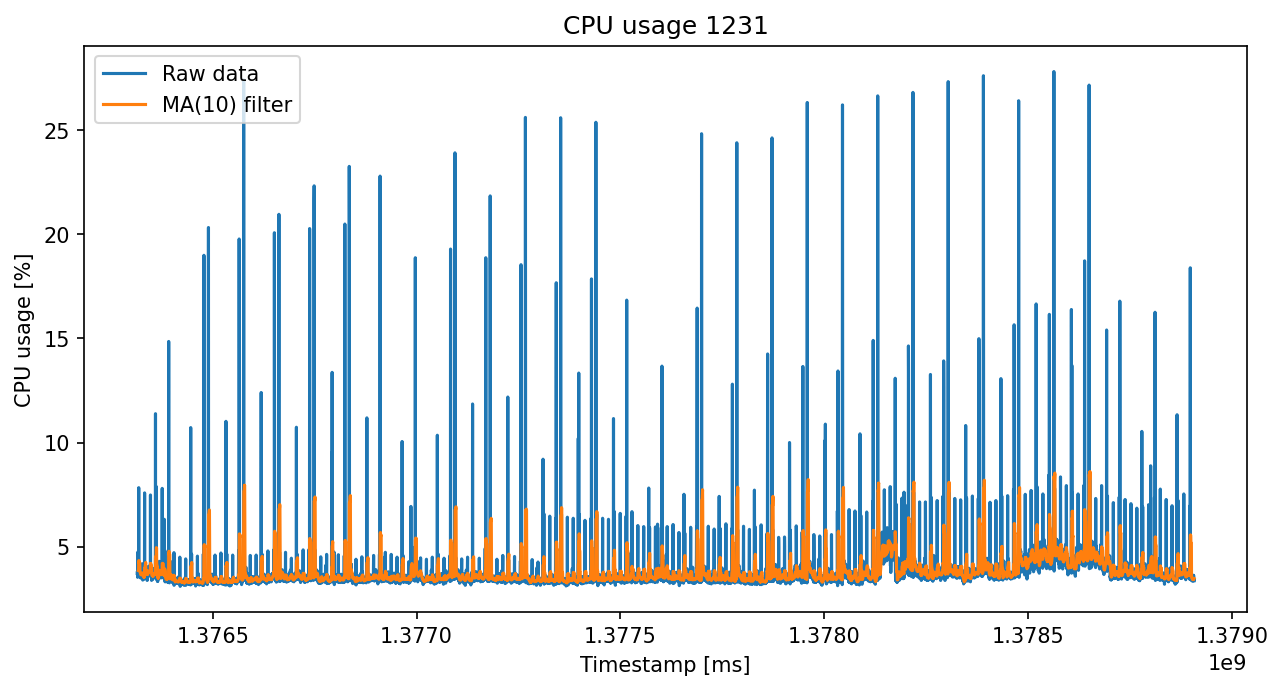 CPU usage 1231
Raw data
MA(10) filter
CPU usage [%]
25
20
15
10
5
1.3765
1.3770
1.3775
1.3780
1.3785
1.3790
1e9
Timestamp [ms]